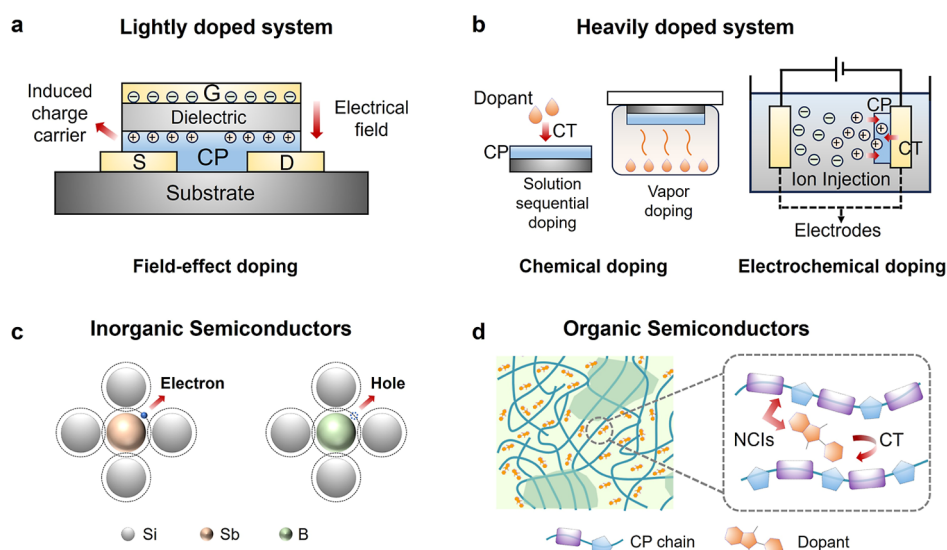 a
Lightly doped system
G
Dielectric
Induced
charge
carrier
Electrical
field
S
CP
D
Substrate
Field-effect doping
b
Heavily doped system
Dopant
CT
CP
Solution
sequential
doping
Vapor
doping
Chemical doping
CP
CT
Ion Injection
Electrodes
Electrochemical doping
c
Inorganic Semiconductors
Electron
Hole
Si
Sb
B
d
Organic Semiconductors
NCIs
CT
CP chain
Dopant